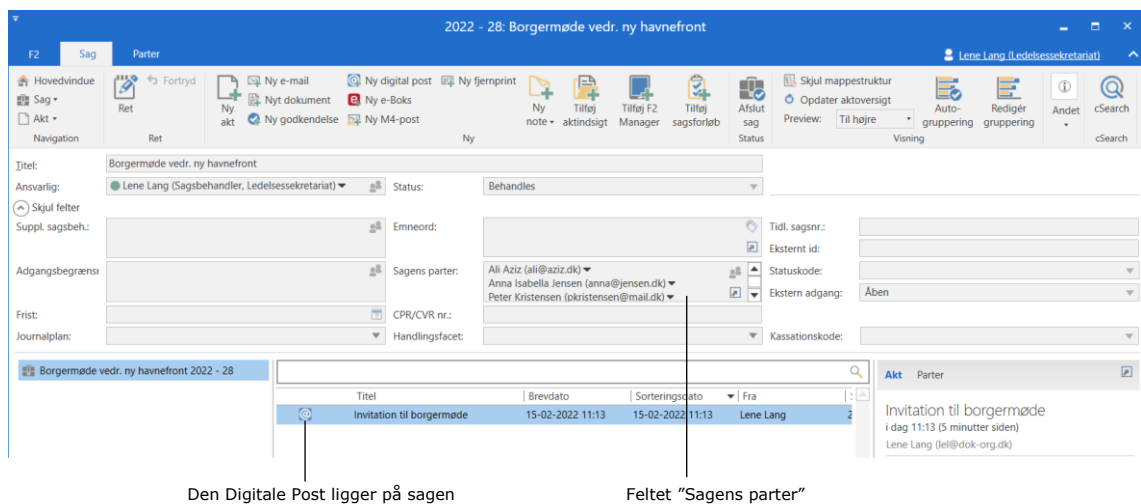 2022 - 28: Borgermøde vedr. ny havnefront
F2 Sag Parter Lene Lang (Ledelsessekretariat)
Hovedvindue
Sag
Akt
Navigation
Ret
Fortryd
Ret
Ny akt
Ny e-mail
Nyt dokument
Ny godkendelse
Ny digital post
Ny e-Boks
Ny M4-post
Ny fjernprint
Ny note
Tilføj aktindsigt
Tilføj F2 Manager
Tilføj sagsforløb
Ny
Afslut sag
Status
Skjul mappestruktur
Opdater aktoversigt
Preview: Til højre
Auto-gruppering
Redigér gruppering
Visning
Andet
cSearch
cSearch
Titel: Borgermøde vedr. ny havnefront
Ansvarlig: Lene Lang (Sagsbehandler, Ledelsessekretariat) Status: Behandles
Skjul felter
Suppl. sagsbeh.: Emneord: Tidl. sagsnr.:
Eksternt id:
Adgangsbegræns Sagens parter: Ali Aziz (ali@aziz.dk) Statuskode:
Anna Isabella Jensen (anna@jensen.dk)
Peter Kristensen (pkristensen@mail.dk) Ekstern adgang: Åben
Frist: CPR/CVR nr.:
Journalplan: Handlingsfacet: Kassationskode:
Borgermøde vedr. ny havnefront 2022 - 28
Titel Brevdato Sorteringsdato Fra
Invitation til borgermøde 15-02-2022 11:13 15-02-2022 11:13 Lene Lang 2
Akt Parter
Invitation til borgermøde
i dag 11:13 (5 minutter siden)
Lene Lang (lel@dok-org.dk)
Den Digitale Post ligger på sagen Feltet ”Sagens parter”